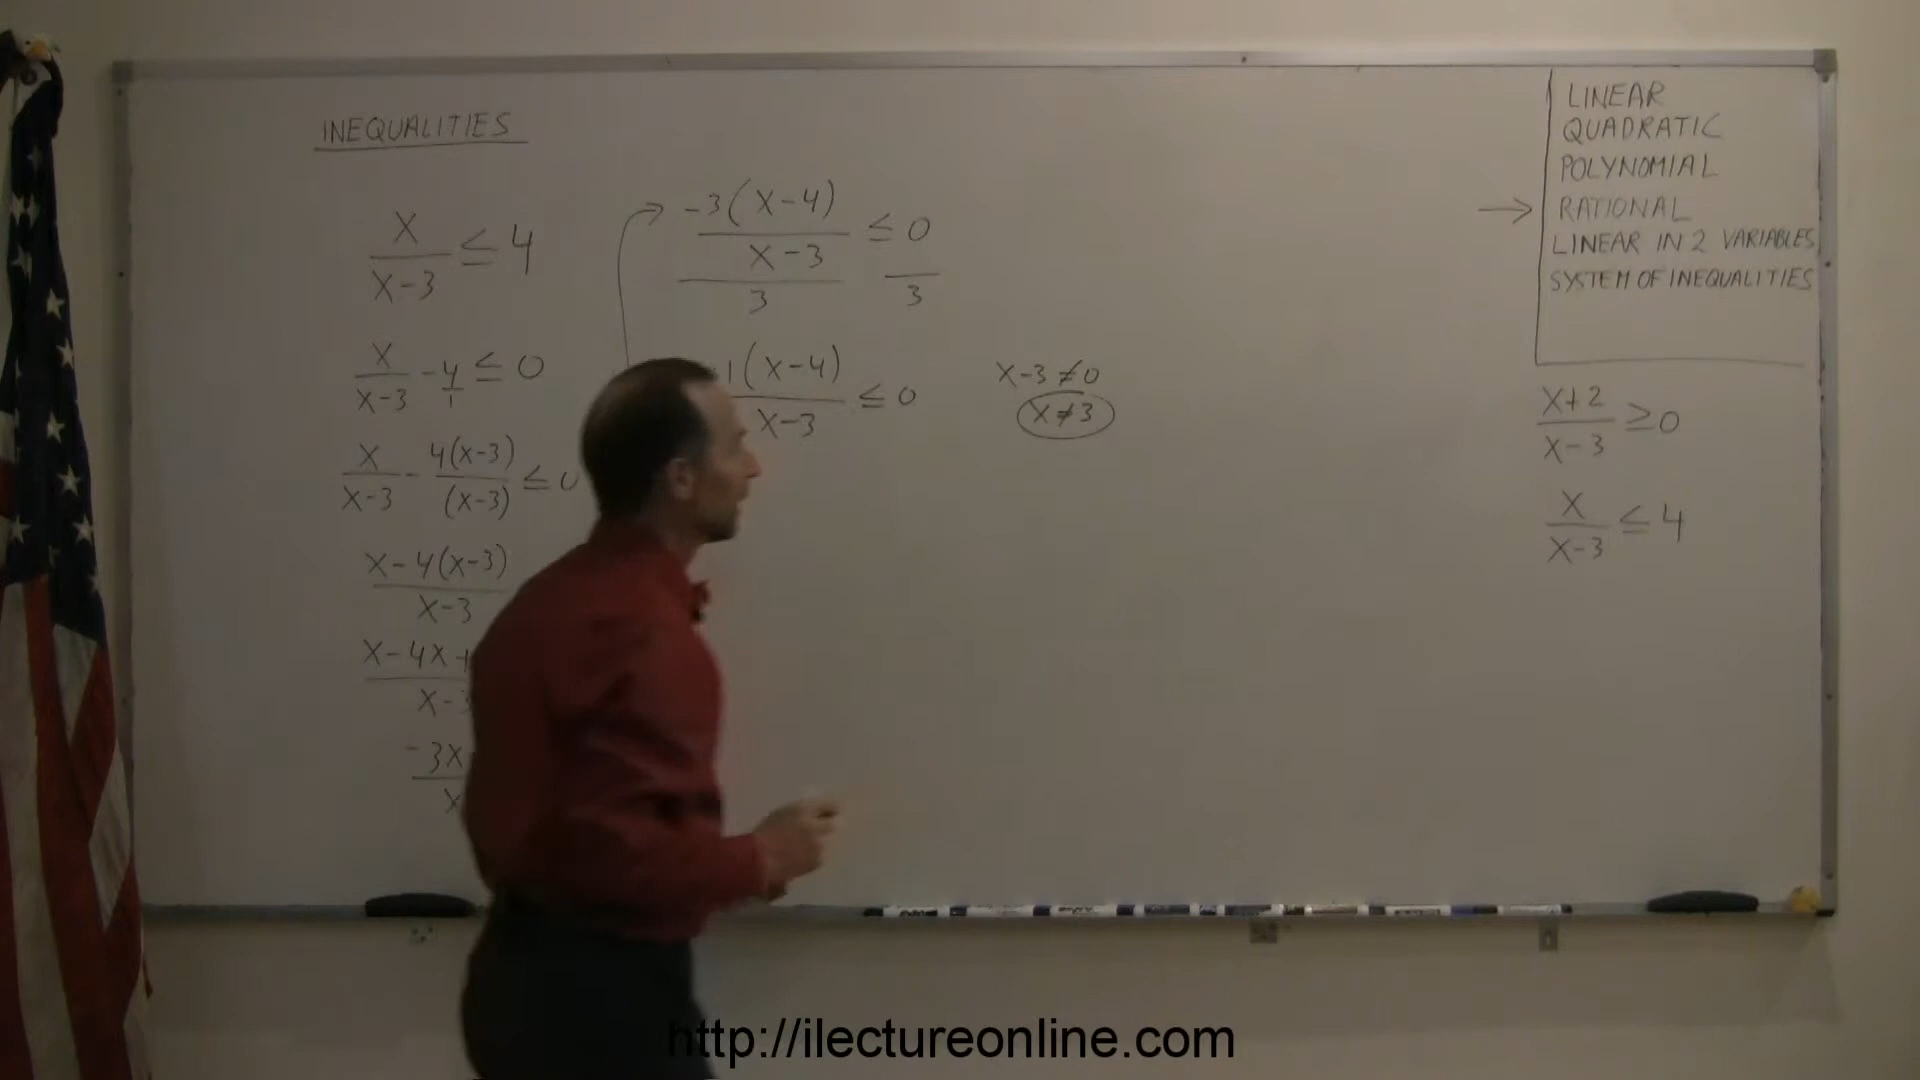 INEQUALITIES
x/(x-3) ≤ 4
x/(x-3) - 4/1 ≤ 0
x/(x-3) - 4(x-3)/(x-3) ≤ 0
x-4(x-3)/(x-3)
x-4x+
x-3
-3x
x
-3(x-4)/(x-3)/3 ≤ 0/3
1(x-4)/(x-3) ≤ 0
x-3 ≠ 0
x ≠ 3
→ LINEAR
QUADRATIC
POLYNOMIAL
RATIONAL
LINEAR IN 2 VARIABLES
SYSTEM OF INEQUALITIES
x+2/(x-3) ≥ 0
x/(x-3) ≤ 4
http://ilectureonline.com